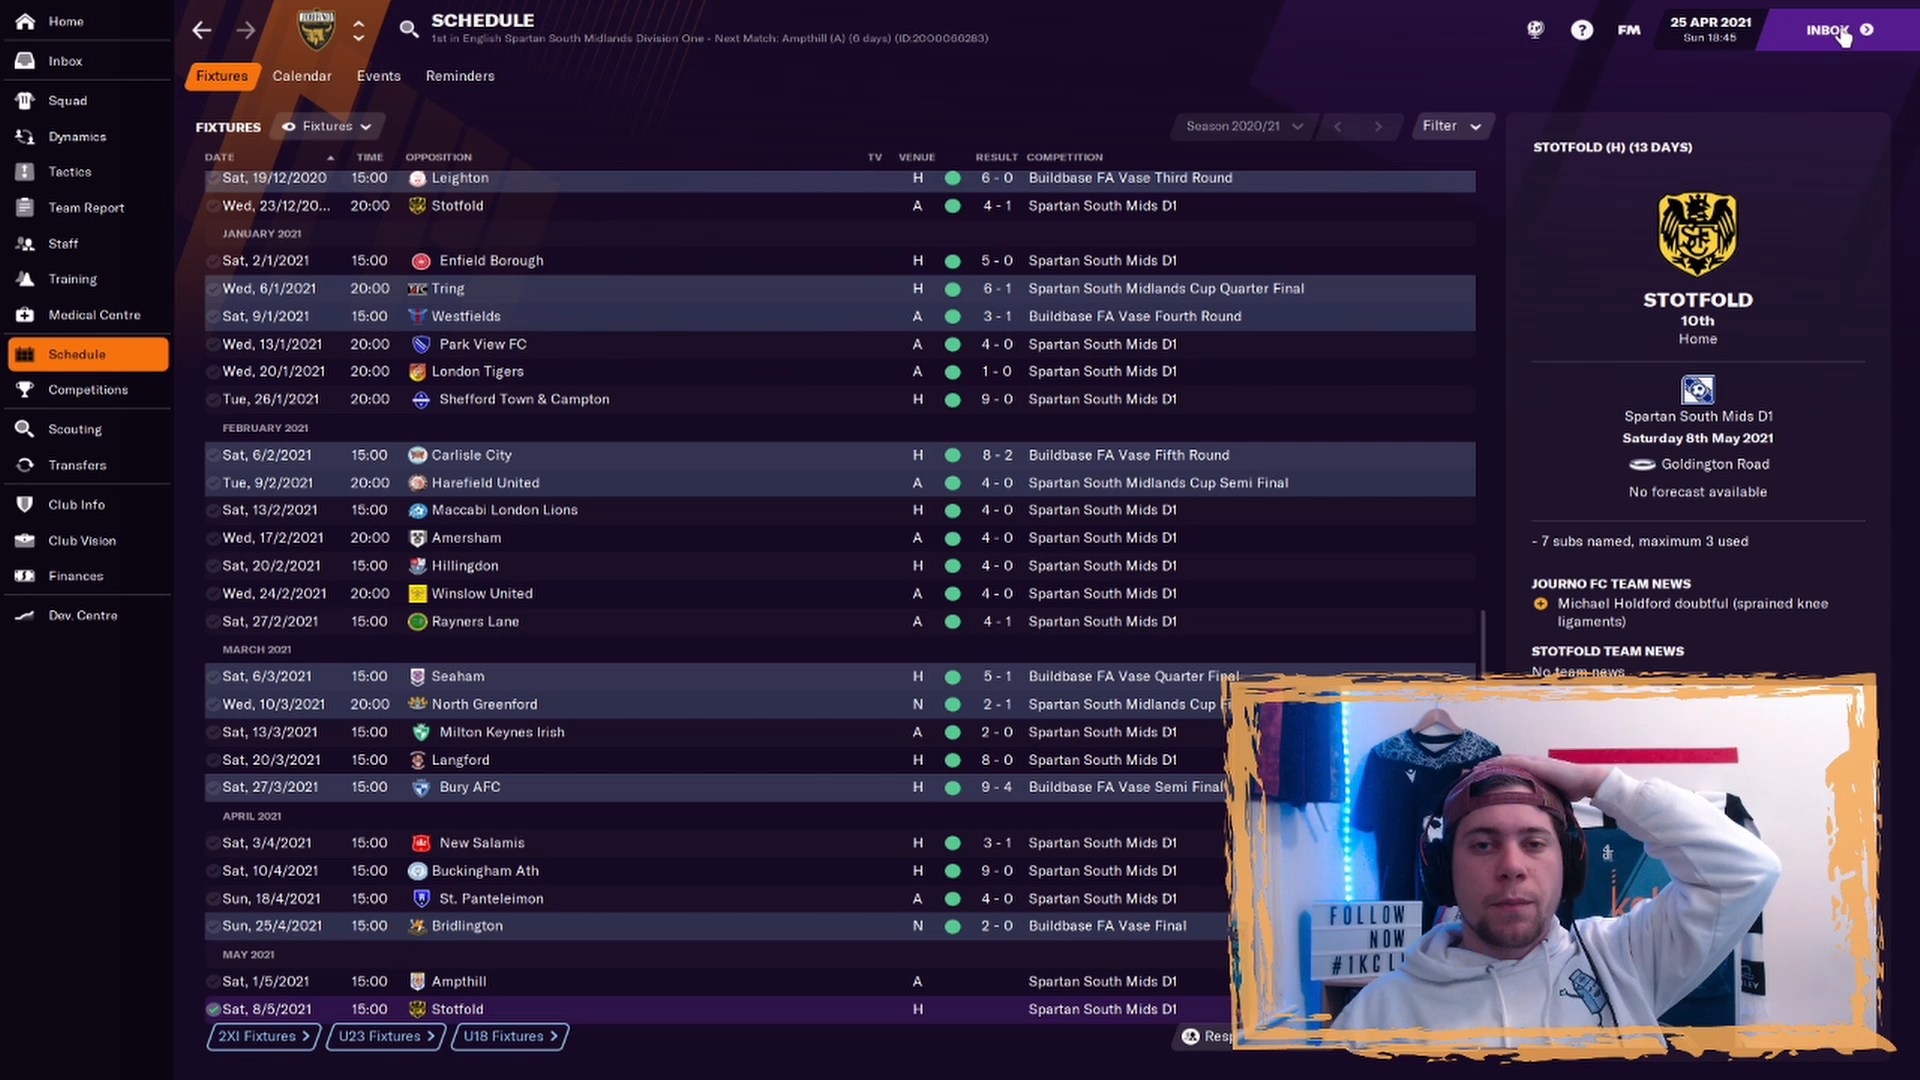 Home
Inbox
Squad
Dynamics
Tactics
Team Report
Staff
Training
Medical Centre
Schedule
Competitions
Scouting
Transfers
Club Info
Club Vision
Finances
Dev. Centre
SCHEDULE
1st in English Spartan South Midlands Division One - Next Match: Ampthill (A) (6 days) (ID:2000066283)
FM
25 APR 2021
Sun 18:45
INBOX
Fixtures Calendar Events Reminders
FIXTURES Fixtures
Season 2020/21
Filter
DATE TIME OPPOSITION TV VENUE RESULT COMPETITION
Sat, 19/12/2020 15:00 Leighton H 6 - 0 Buildbase FA Vase Third Round
Wed, 23/12/20... 20:00 Stotfold A 4 - 1 Spartan South Mids D1
JANUARY 2021
Sat, 2/1/2021 15:00 Enfield Borough H 5 - 0 Spartan South Mids D1
Wed, 6/1/2021 20:00 Tring H 6 - 1 Spartan South Midlands Cup Quarter Final
Sat, 9/1/2021 15:00 Westfields A 3 - 1 Buildbase FA Vase Fourth Round
Wed, 13/1/2021 20:00 Park View FC A 4 - 0 Spartan South Mids D1
Wed, 20/1/2021 20:00 London Tigers A 1 - 0 Spartan South Mids D1
Tue, 26/1/2021 20:00 Shefford Town & Campton H 9 - 0 Spartan South Mids D1
FEBRUARY 2021
Sat, 6/2/2021 15:00 Carlisle City H 8 - 2 Buildbase FA Vase Fifth Round
Tue, 9/2/2021 20:00 Harefield United A 4 - 0 Spartan South Midlands Cup Semi Final
Sat, 13/2/2021 15:00 Maccabi London Lions H 4 - 0 Spartan South Mids D1
Wed, 17/2/2021 20:00 Amersham A 4 - 0 Spartan South Mids D1
Sat, 20/2/2021 15:00 Hillingdon H 4 - 0 Spartan South Mids D1
Wed, 24/2/2021 20:00 Winslow United A 4 - 0 Spartan South Mids D1
Sat, 27/2/2021 15:00 Rayners Lane A 4 - 1 Spartan South Mids D1
MARCH 2021
Sat, 6/3/2021 15:00 Seaham H 5 - 1 Buildbase FA Vase Quarter Final
Wed, 10/3/2021 20:00 North Greenford N 2 - 1 Spartan South Midlands Cup F
Sat, 13/3/2021 15:00 Milton Keynes Irish A 2 - 0 Spartan South Mids D1
Sat, 20/3/2021 15:00 Langford H 8 - 0 Spartan South Mids D1
Sat, 27/3/2021 15:00 Bury AFC H 9 - 4 Buildbase FA Vase Semi Final
APRIL 2021
Sat, 3/4/2021 15:00 New Salamis H 3 - 1 Spartan South Mids D1
Sat, 10/4/2021 15:00 Buckingham Ath H 9 - 0 Spartan South Mids D1
Sun, 18/4/2021 15:00 St. Panteleimon A 4 - 0 Spartan South Mids D1
Sun, 25/4/2021 15:00 Bridlington N 2 - 0 Buildbase FA Vase Final
MAY 2021
Sat, 1/5/2021 15:00 Ampthill A Spartan South Mids D1
Sat, 8/5/2021 15:00 Stotfold H Spartan South Mids D1
2XI Fixtures U23 Fixtures U18 Fixtures
Resp
STOTFOLD (H) (13 DAYS)
STOTFOLD
10th
Home
Spartan South Mids D1
Saturday 8th May 2021
Goldington Road
No forecast available
- 7 subs named, maximum 3 used
JOURNO FC TEAM NEWS
Michael Holdford doubtful (sprained knee
ligaments)
STOTFOLD TEAM NEWS
No team news
FOLLOW
NOW
#1KCL